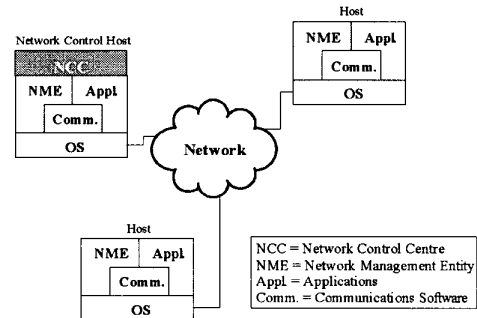 Network Control Host
NCC
NME Appl.
Comm.
OS
Host
NME Appl.
Comm.
OS
Network
Host
NME Appl.
Comm.
OS
NCC = Network Control Centre
NME = Network Management Entity
Appl. = Applications
Comm. = Communications Software